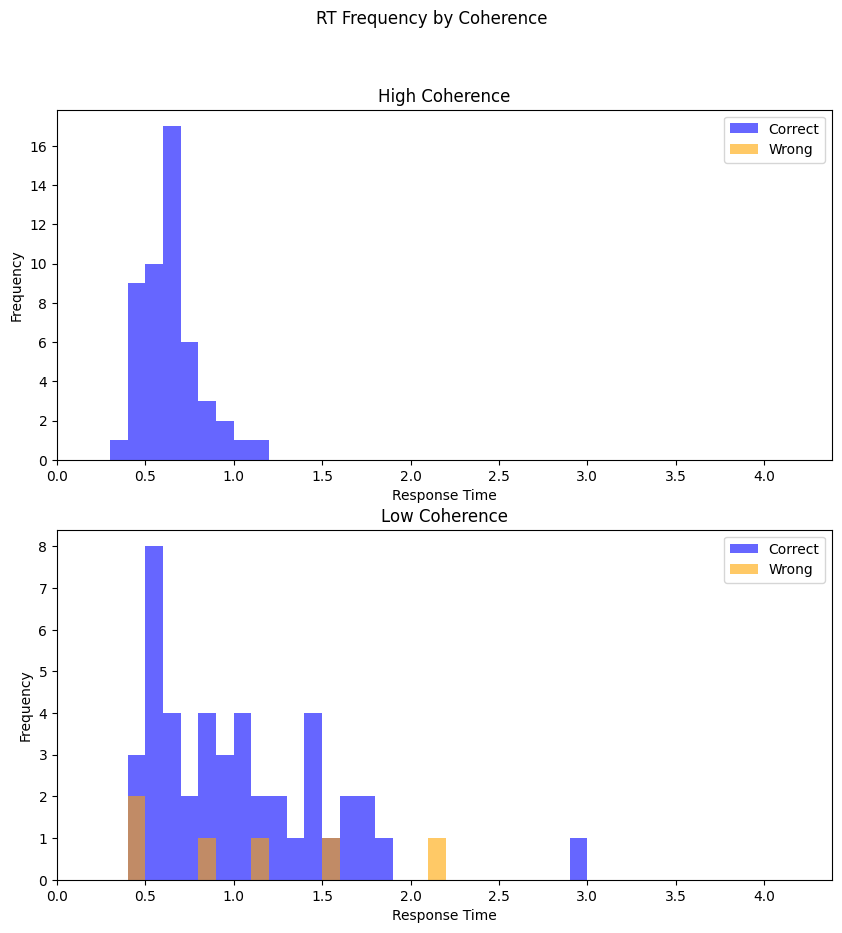 RT Frequency by Coherence
High Coherence
Correct
Wrong
Frequency
16
14
12
10
8
6
4
2
0
0.0 0.5 1.0 1.5 2.0 2.5 3.0 3.5 4.0
Response Time
Low Coherence
Correct
Wrong
Frequency
8
7
6
5
4
3
2
1
0
0.0 0.5 1.0 1.5 2.0 2.5 3.0 3.5 4.0
Response Time